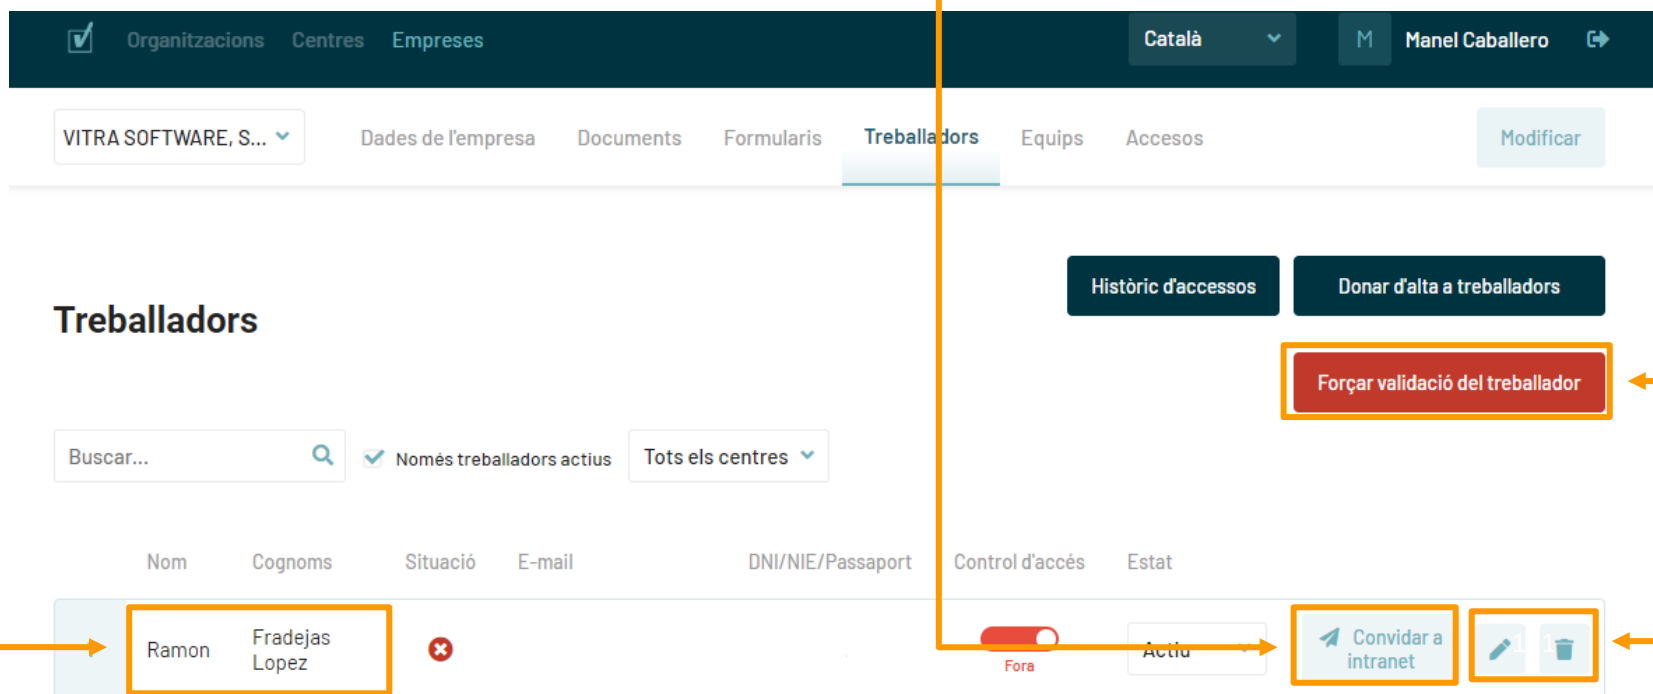 Organitzacions Centres Empreses Català M Manel Caballero
VITRA SOFTWARE, S... Dades de l'empresa Documents Formularis Treballadors Equips Accesos Modificar
Històric d'accessos Donar d'alta a treballadors
Treballadors
Forçar validació del treballador
Buscar... Només treballadors actius Tots els centres
Nom Cognoms Situació E-mail DNI/NIE/Passaport Control d'accés Estat
Ramon Fradejas Lopez Fora Actiu Convidar a intranet 1 1